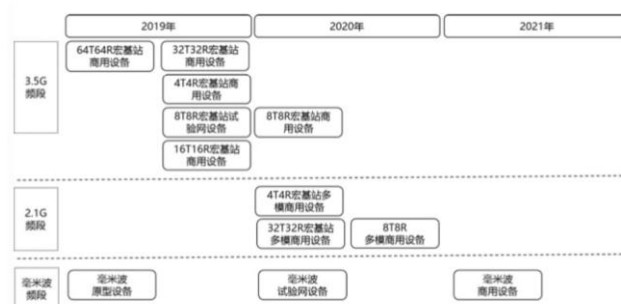 2019年
2020年
2021年
3.5G
频段
64T64R宏基站
商用设备
32T32R宏基站
商用设备
4T4R宏基站商
用设备
8T8R宏基站试
验网设备
8T8R宏基站商
用设备
16T16R宏基站
商用设备
2.1G
频段
4T4R宏基站多
模商用设备
32T32R宏基站
多模商用设备
8T8R
多模商用设备
毫米波
频段
毫米波
原型设备
毫米波
试验网设备
毫米波
商用设备